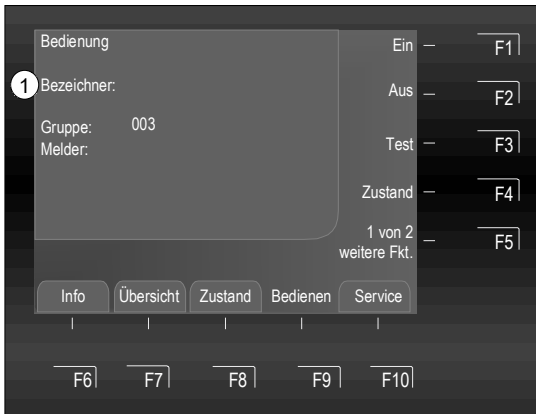 Bedienung
Ein
F1
1
Bezeichner:
Aus
F2
Gruppe: 003
Melder:
Test
F3
Zustand
F4
1 von 2
weitere Fkt.
F5
Info Übersicht Zustand Bedienen Service
F6 F7 F8 F9 F10